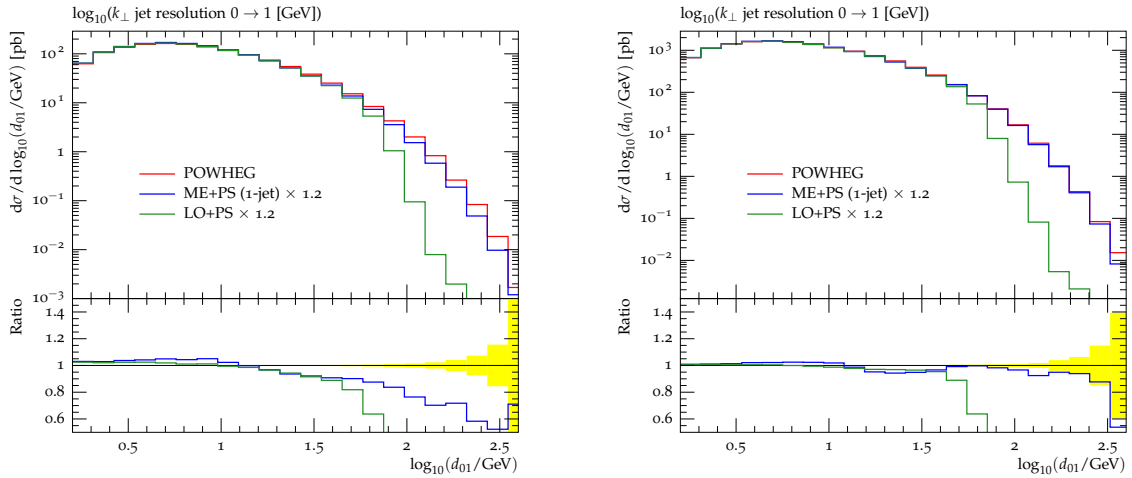 log₁₀(k⊥ jet resolution 0 → 1 [GeV])
dσ/d log₁₀(d₀₁/GeV) [pb]
10²
10¹
1
10⁻¹
10⁻²
10⁻³
POWHEG
ME+PS (1-jet) × 1.2
LO+PS × 1.2
Ratio
1.4
1.2
1
0.8
0.6
0.5
1
1.5
2
2.5
log₁₀(d₀₁/GeV)
log₁₀(k⊥ jet resolution 0 → 1 [GeV])
dσ/d log₁₀(d₀₁/GeV) [pb]
10³
10²
10¹
1
10⁻¹
10⁻²
POWHEG
ME+PS (1-jet) × 1.2
LO+PS × 1.2
Ratio
1.4
1.2
1
0.8
0.6
0.5
1
1.5
2
2.5
log₁₀(d₀₁/GeV)